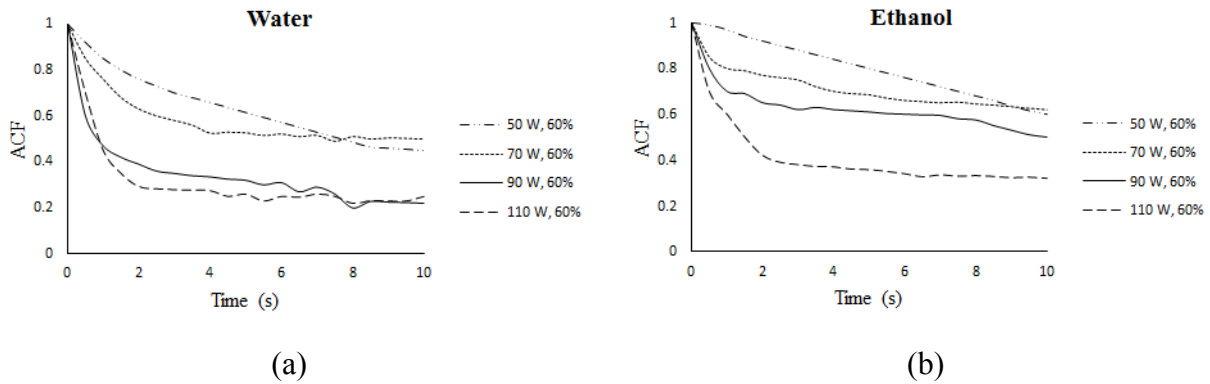 Water
ACF
1
0.8
0.6
0.4
0.2
0
0 2 4 6 8 10
Time (s)
50 W, 60%
70 W, 60%
90 W, 60%
110 W, 60%
(a)
Ethanol
ACF
1
0.8
0.6
0.4
0.2
0
0 2 4 6 8 10
Time (s)
50 W, 60%
70 W, 60%
90 W, 60%
110 W, 60%
(b)